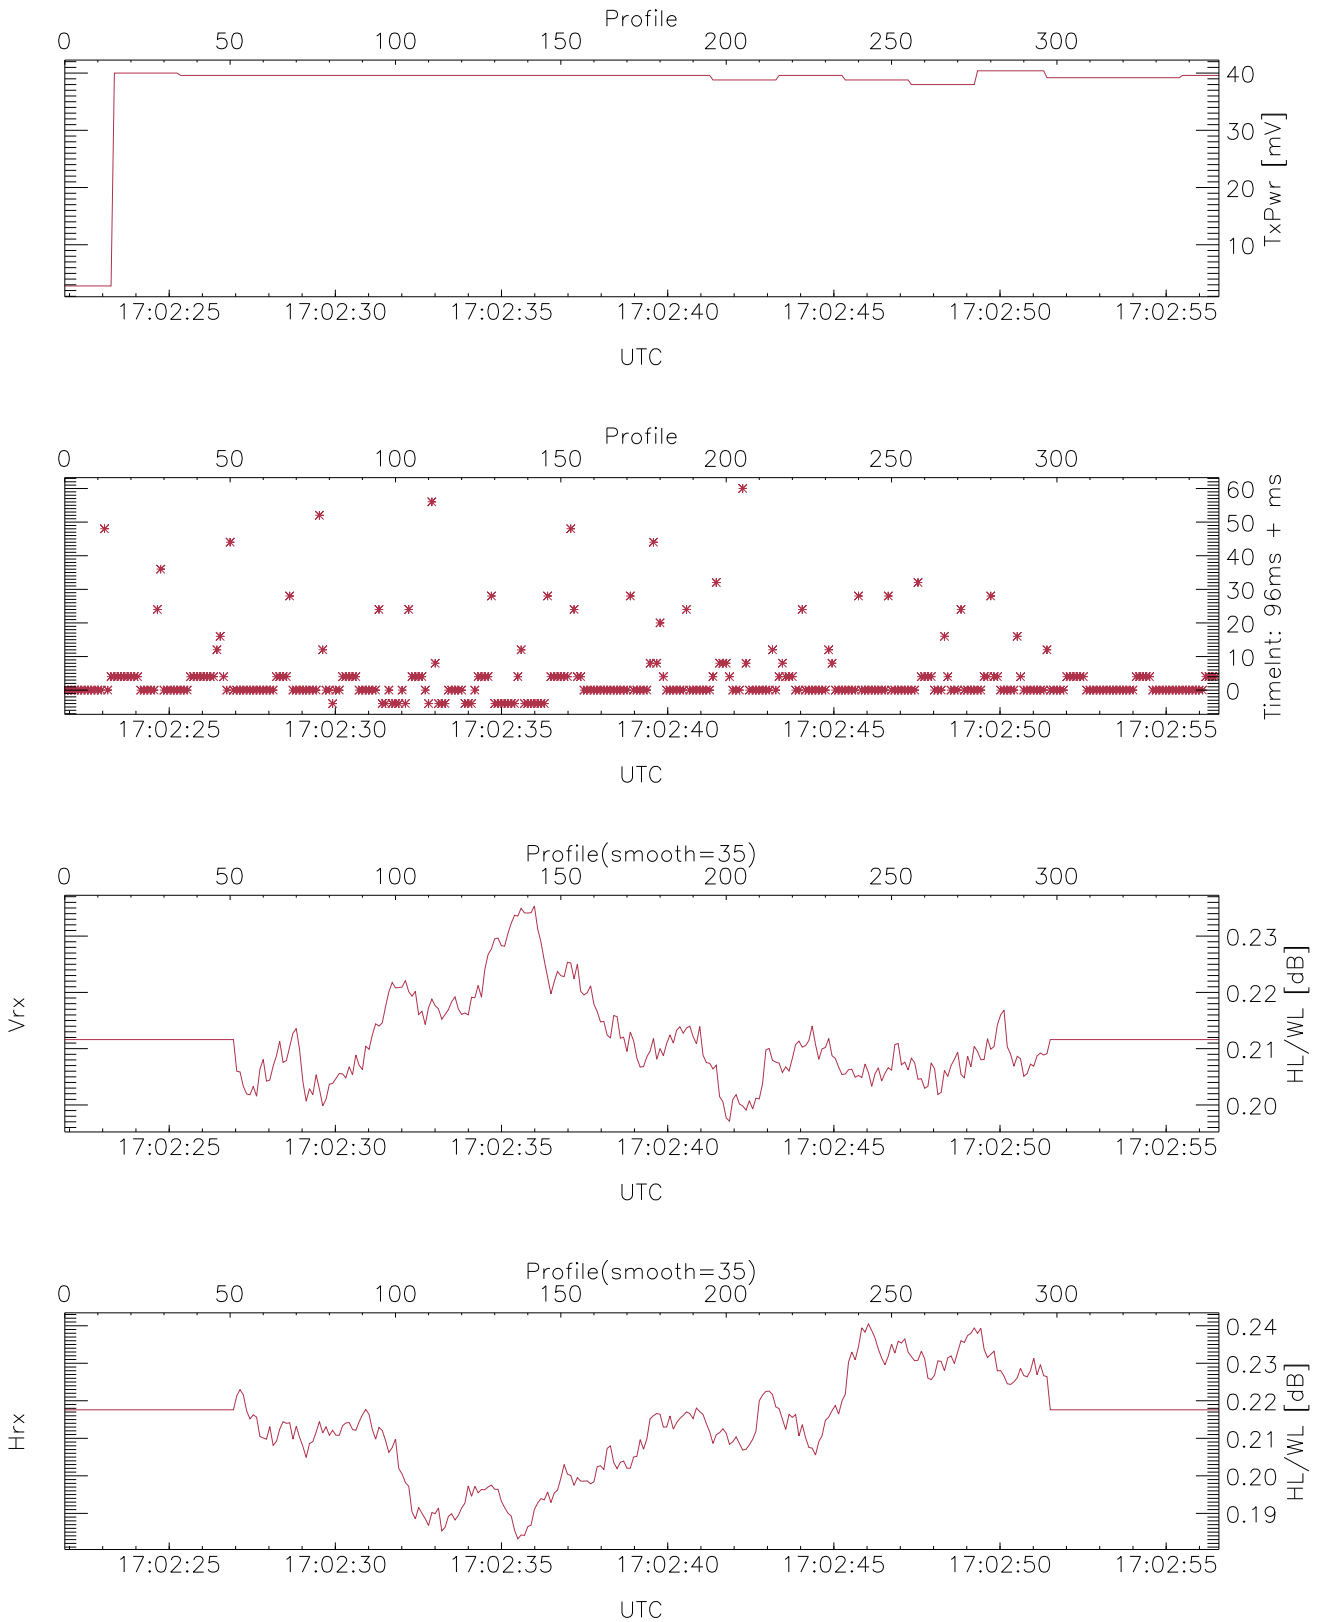 Profile
0 50 100 150 200 250 300
40
30
20
10
TxPwr [mV]
17:02:25 17:02:30 17:02:35 17:02:40 17:02:45 17:02:50 17:02:55
UTC
Profile
0 50 100 150 200 250 300
60
50
40
30
20
10
0
TimeInt: 96ms + ms
17:02:25 17:02:30 17:02:35 17:02:40 17:02:45 17:02:50 17:02:55
UTC
Profile(smooth=35)
0 50 100 150 200 250 300
Vrx
0.23
0.22
0.21
0.20
HL/WL [dB]
17:02:25 17:02:30 17:02:35 17:02:40 17:02:45 17:02:50 17:02:55
UTC
Profile(smooth=35)
0 50 100 150 200 250 300
Hrx
0.24
0.23
0.22
0.21
0.20
0.19
HL/WL [dB]
17:02:25 17:02:30 17:02:35 17:02:40 17:02:45 17:02:50 17:02:55
UTC